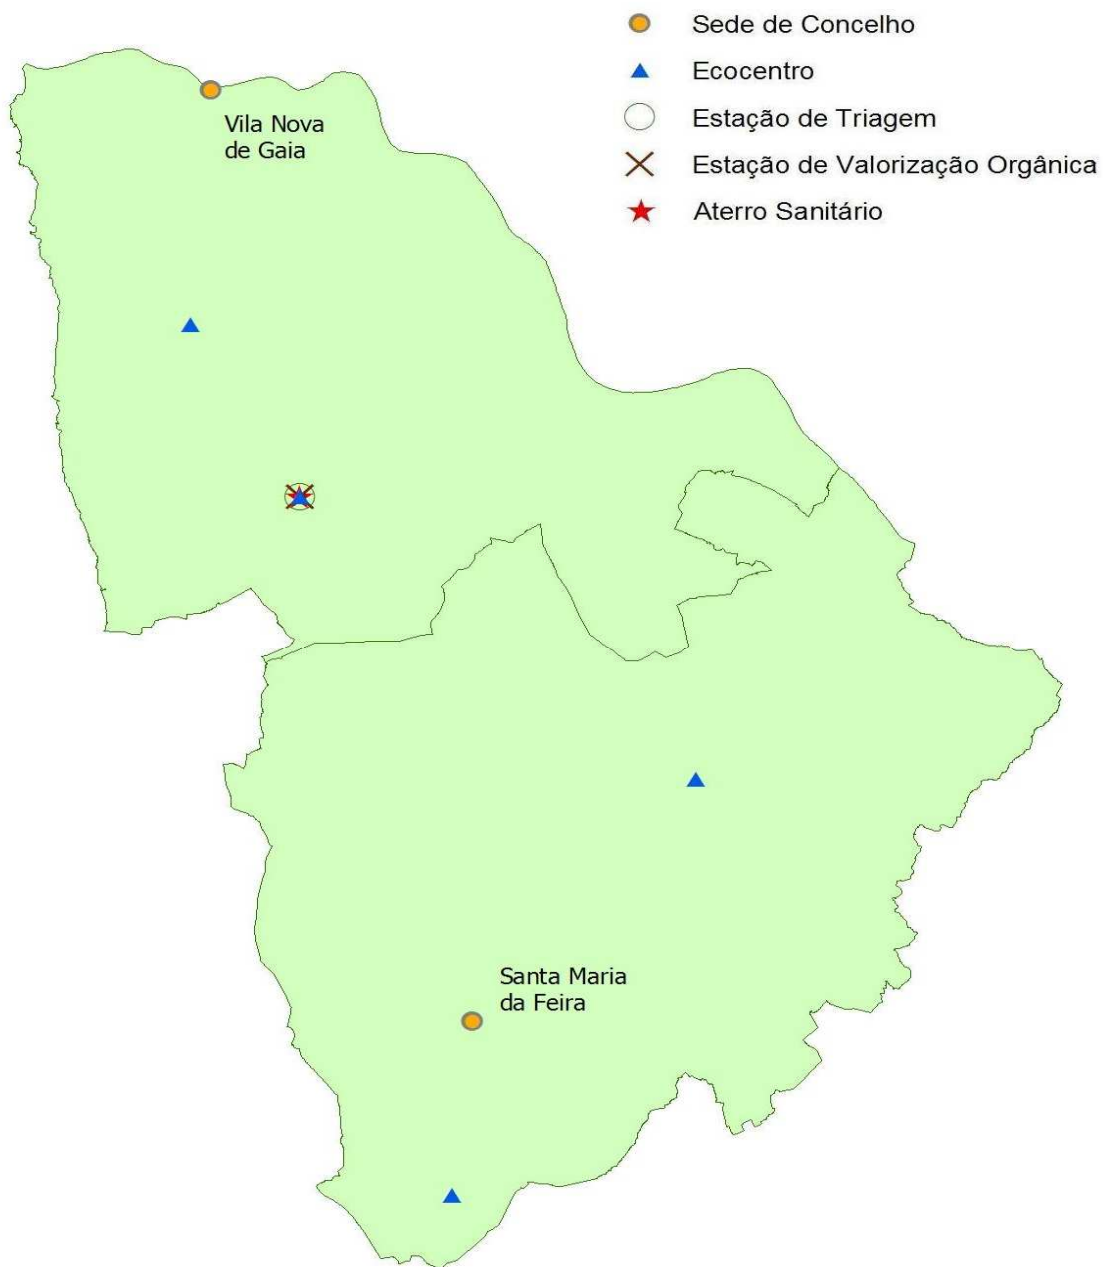 Sede de Concelho
Ecocentro
Estação de Triagem
Estação de Valorização Orgânica
Aterro Sanitário
Vila Nova
de Gaia
Santa Maria
da Feira